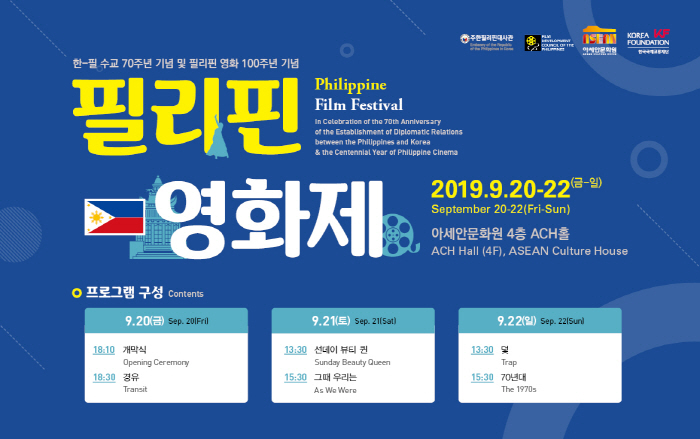 주한필리핀대사관
Embassy of the Republic
of the Philippines in Korea
FILM
DEVELOPMENT
COUNCIL OF THE
PHILIPPINES
아세안문화원
ASEAN CULTURE HOUSE
KOREA
FOUNDATION
KF
한국국제교류재단
한-필 수교 70주년 기념 및 필리핀 영화 100주년 기념
필리핀
Philippine
Film Festival
In Celebration of the 70th Anniversary
of the Establishment of Diplomatic Relations
between the Philippines and Korea
& the Centennial Year of Philippine Cinema
영화제
2019.9.20-22(금-일)
September 20-22(Fri-Sun)
아세안문화원 4층 ACH홀
ACH Hall (4F), ASEAN Culture House
프로그램 구성 Contents
9.20(금) Sep. 20(Fri)
18:10 개막식
Opening Ceremony
18:30 경유
Transit
9.21(토) Sep. 21(Sat)
13:30 선데이 뷰티 퀸
Sunday Beauty Queen
15:30 그때 우리는
As We Were
9.22(일) Sep. 22(Sun)
13:30 덫
Trap
15:30 70년대
The 1970s